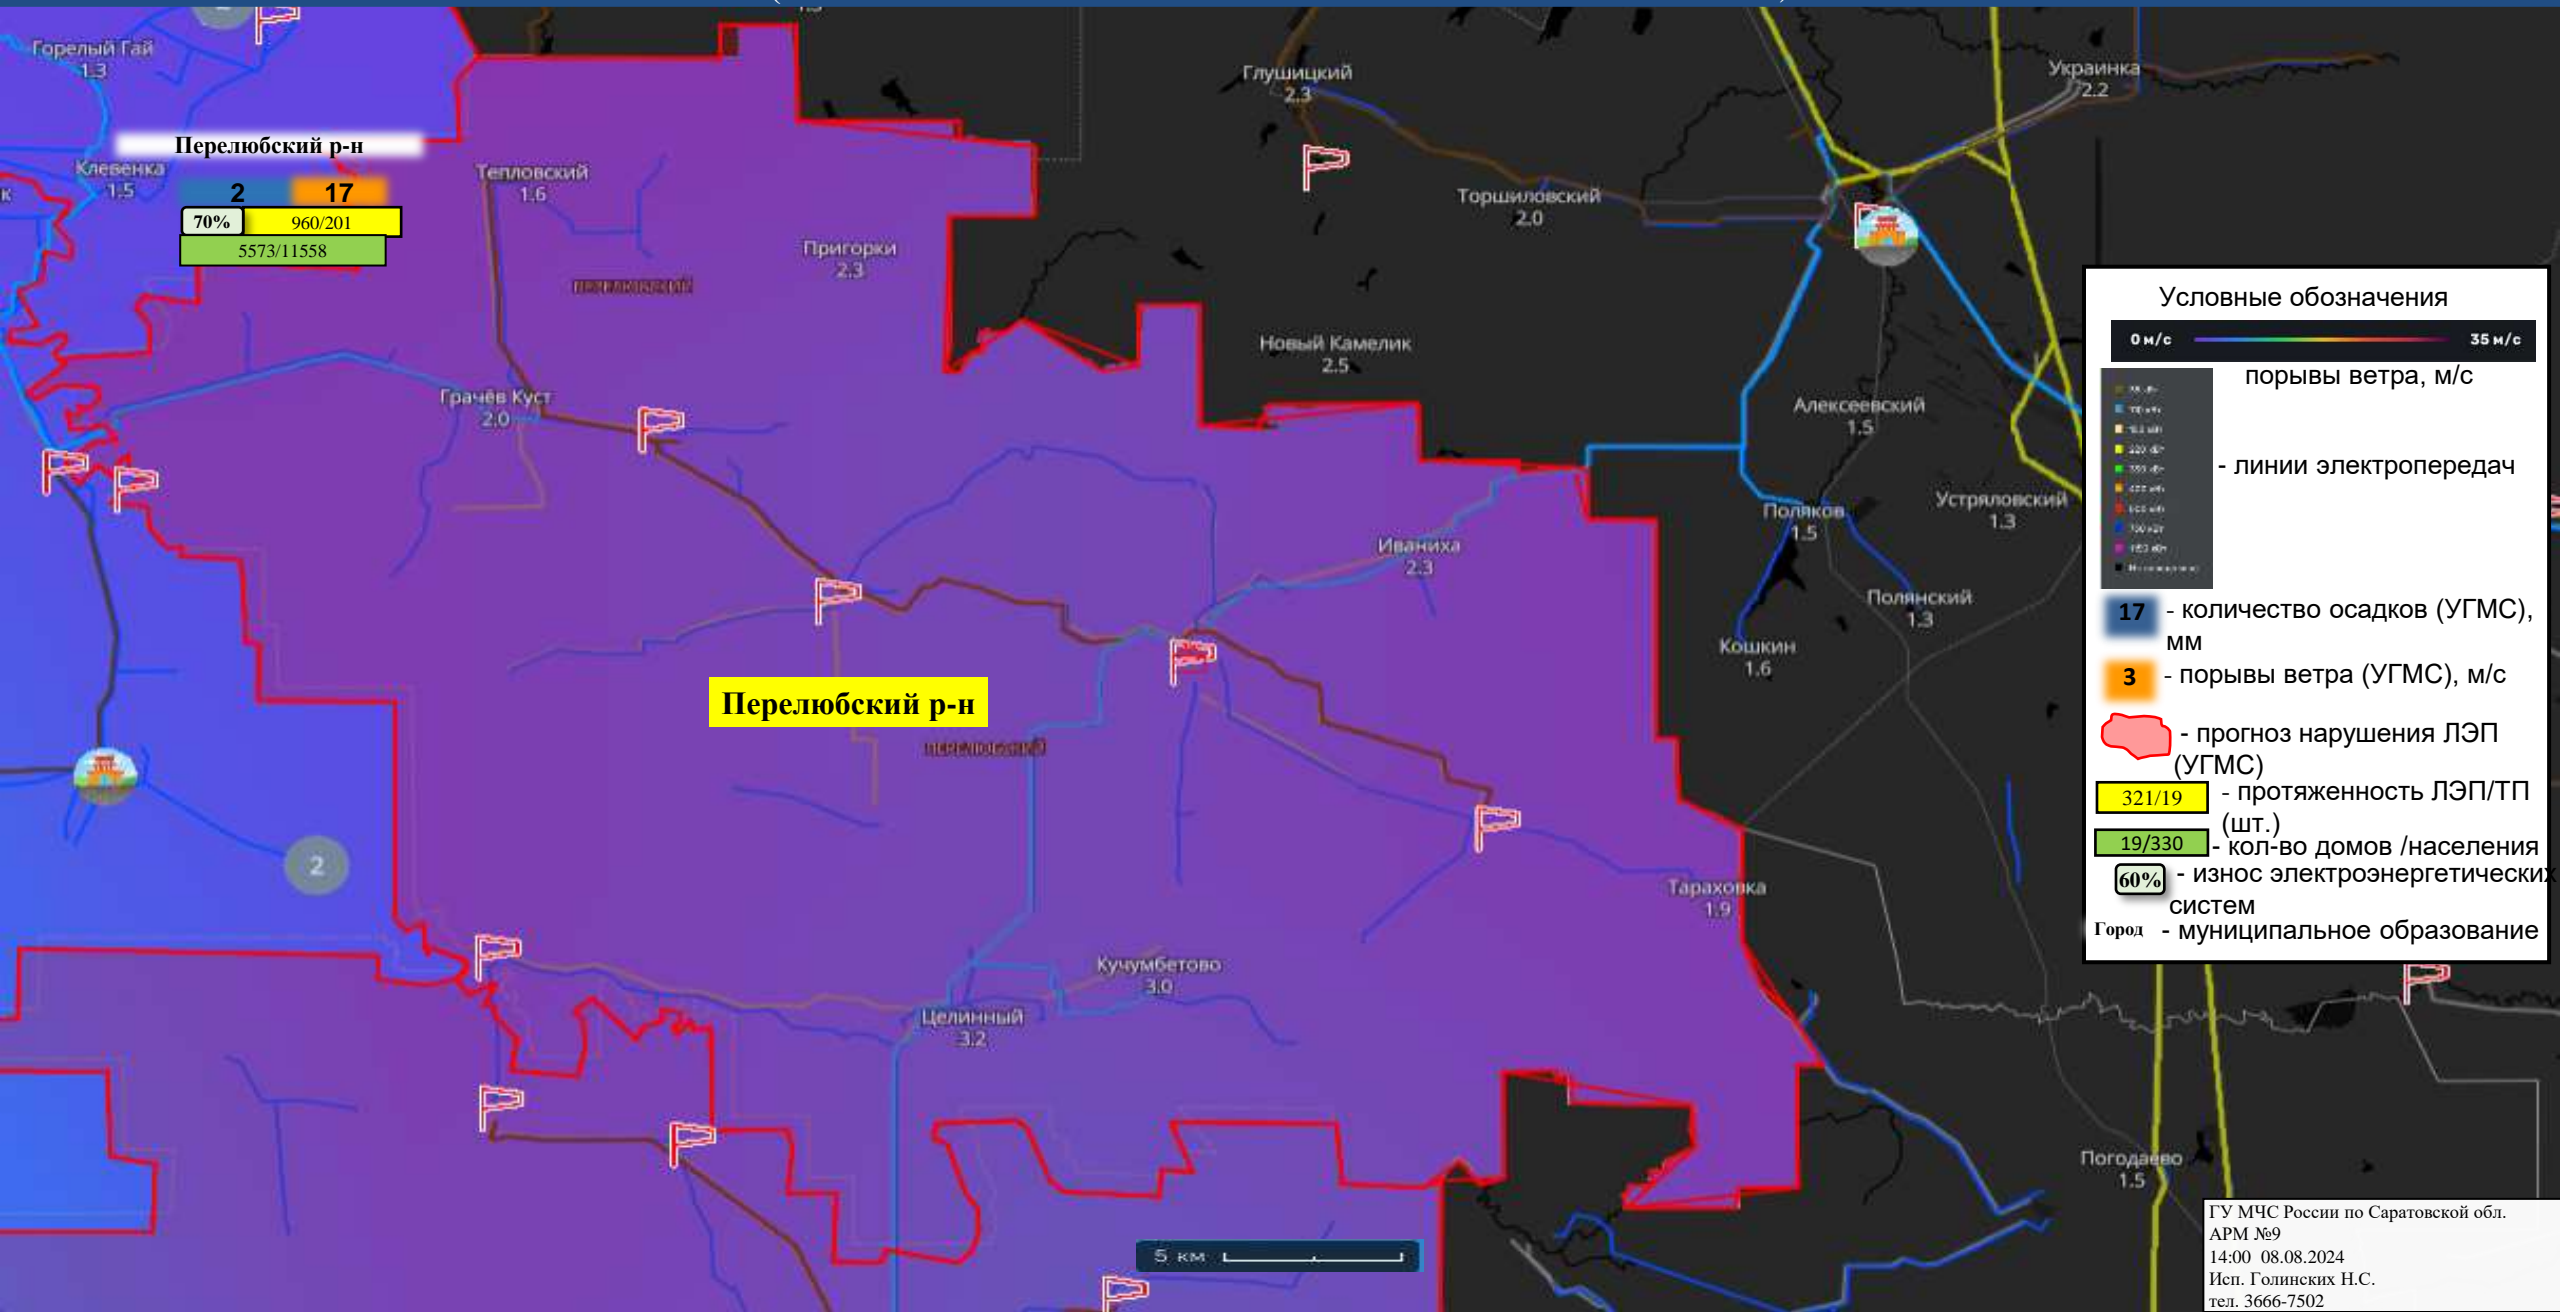 Горелый Гай
1.3
Перелюбский р-н
Клевенка
1.5
2 17
70% 960/201
5573/11558
Тепловский
1.6
Пригорки
2.3
ПЕРЕЛЮБСКИЙ
Глушицкий
2.3
Украинка
2.2
Торшиловский
2.0
Новый Камелик
2.5
Грачёв Куст
2.0
Алексеевский
1.5
Устряловский
1.3
Поляков
1.5
Иваниха
2.3
Полянский
1.3
Кошкин
1.6
Перелюбский р-н
ПЕРЕЛЮБСКИЙ
2
Тараховка
1.9
Кучумбетово
3.0
Целинный
3.2
Погодаево
1.5
5 км
Условные обозначения
0 м/с 35 м/с
порывы ветра, м/с
- линии электропередач
17 - количество осадков (УГМС),
мм
3 - порывы ветра (УГМС), м/с
- прогноз нарушения ЛЭП
(УГМС)
321/19 - протяженность ЛЭП/ТП
(шт.)
19/330 - кол-во домов /населения
60% - износ электроэнергетических
систем
Город - муниципальное образование
ГУ МЧС России по Саратовской обл.
АРМ №9
14:00 08.08.2024
Исп. Голинских Н.С.
тел. 3666-7502